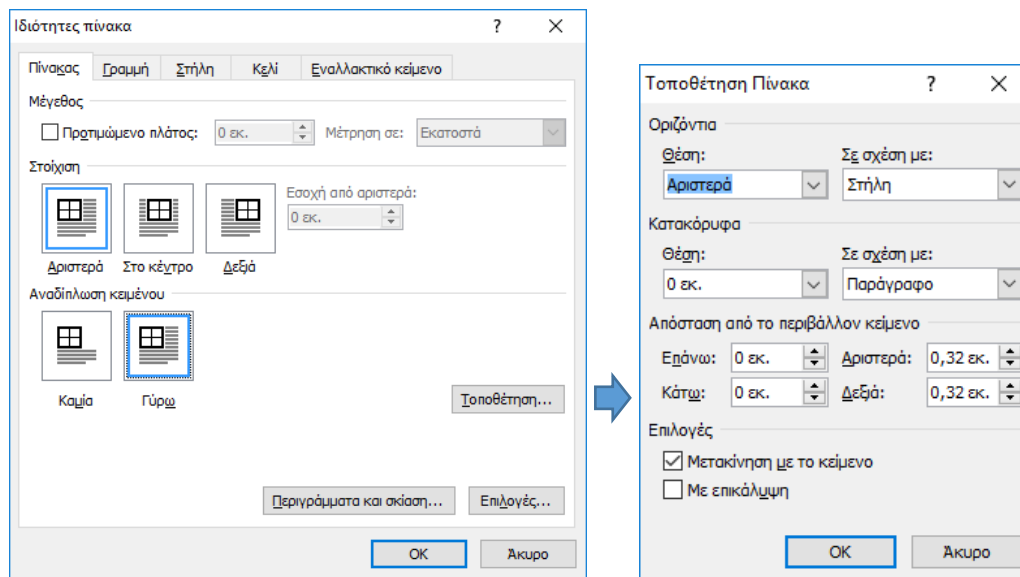 Ιδιότητες πίνακα ?
Πίνακας Γραμμή Στήλη Κελί Εναλλακτικό κείμενο
Μέγεθος
Προτιμώμενο πλάτος: 0 εκ. Μέτρηση σε: Εκατοστά
Στοίχιση
Εσοχή από αριστερά:
0 εκ.
Αριστερά Στο κέντρο Δεξιά
Αναδίπλωση κειμένου
Καμία Γύρω
Τοποθέτηση...
Περιγράμματα και σκίαση... Επιλογές...
OK Άκυρο
Τοποθέτηση Πίνακα ?
Οριζόντια
Θέση: Σε σχέση με:
Αριστερά Στήλη
Κατακόρυφα
Θέση: Σε σχέση με:
0 εκ. Παράγραφο
Απόσταση από το περιβάλλον κείμενο
Επάνω: 0 εκ. Αριστερά: 0,32 εκ.
Κάτω: 0 εκ. Δεξιά: 0,32 εκ.
Επιλογές
Μετακίνηση με το κείμενο
Με επικάλυψη
OK Άκυρο